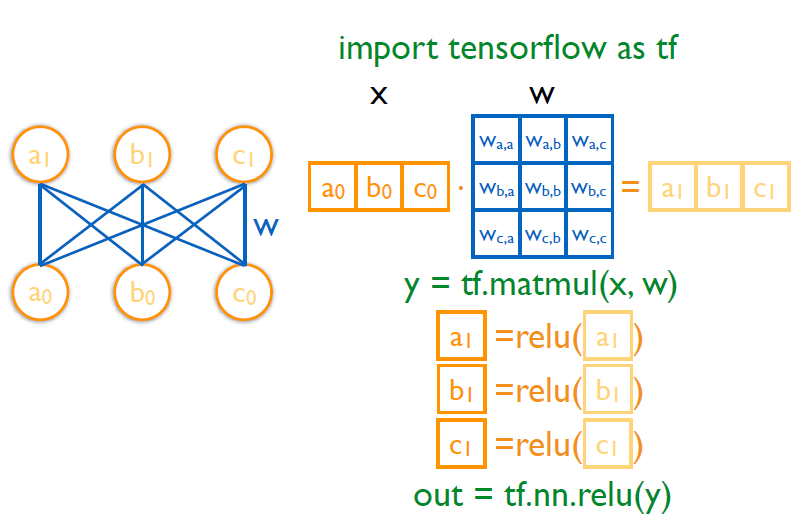 import tensorflow as tf
x w
a1 b1 c1
w
a0 b0 c0
a0 b0 c0 · wa,a wa,b wa,c = a1 b1 c1
wb,a wb,b wb,c
wc,a wc,b wc,c
y = tf.matmul(x, w)
a1 =relu( a1 )
b1 =relu( b1 )
c1 =relu( c1 )
out = tf.nn.relu(y)